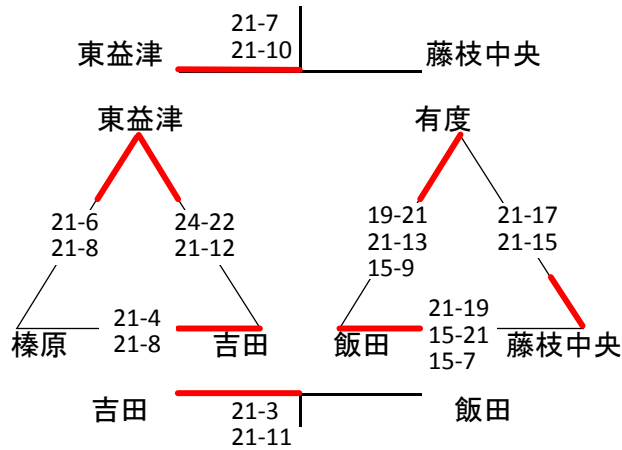 21-7
21-10
東益津
藤枝中央
東益津
有度
21-6
21-8
24-22
21-12
19-21
21-13
15-9
21-17
21-15
21-4
21-8
21-19
15-21
15-7
榛原
吉田
飯田
藤枝中央
吉田
21-3
21-11
飯田